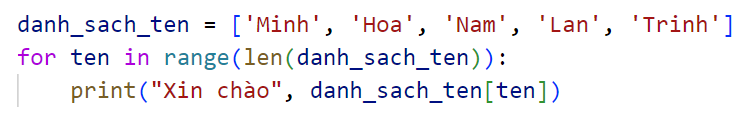 danh_sach_ten = ['Minh', 'Hoa', 'Nam', 'Lan', 'Trinh']
for ten in range(len(danh_sach_ten)):
    print("Xin chào", danh_sach_ten[ten])